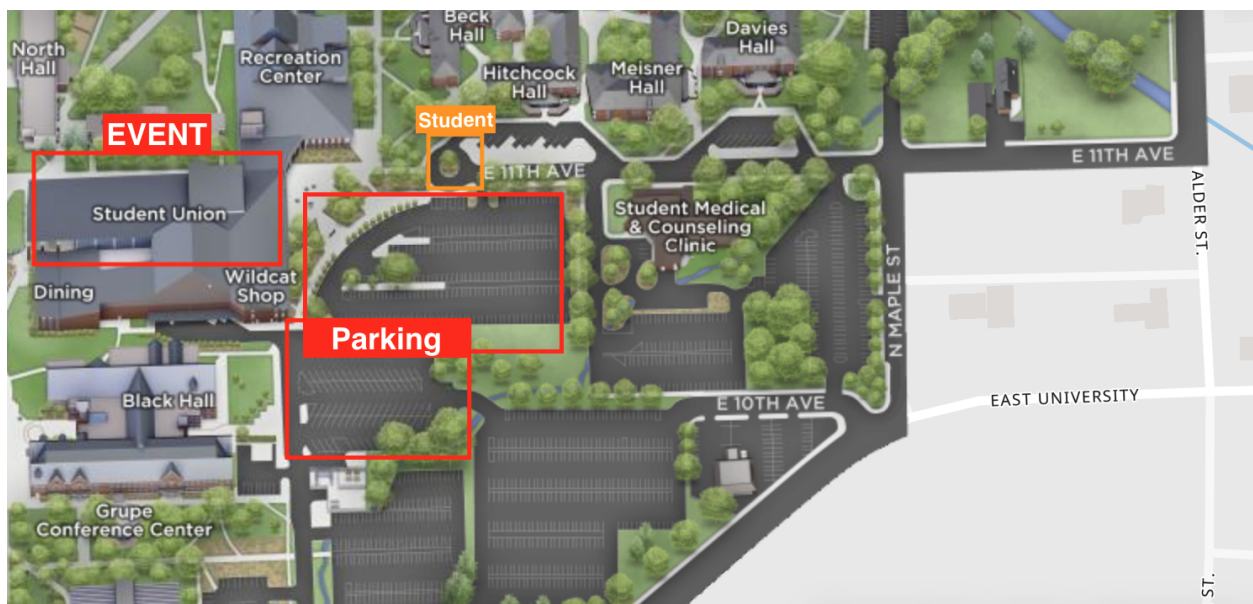 Beck
Hall
North
Hall
Recreation
Center
Hitchcock
Hall
Meisner
Hall
Davies
Hall
EVENT
Student
E 11TH AVE
E 11TH AVE
Student Union
Student Medical
& Counseling
Clinic
ALDER ST.
Dining
Wildcat
Shop
N MAPLE ST
Parking
Black Hall
E 10TH AVE
EAST UNIVERSITY
Grupe
Conference Center
ST.